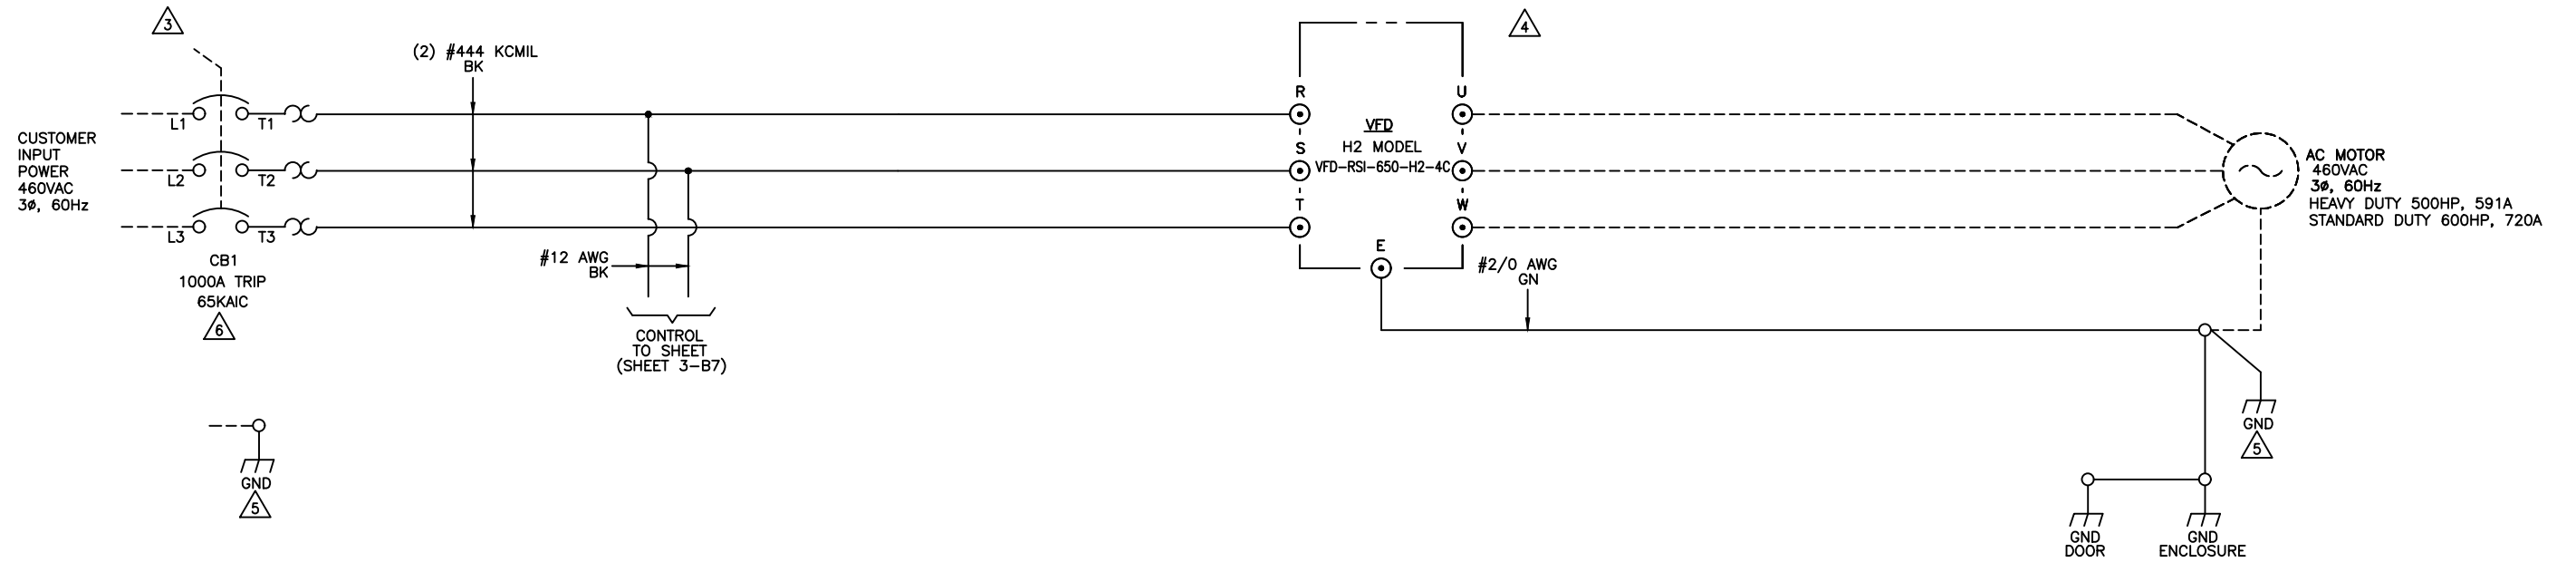 3
(2) #444 KCMIL
BK
L1
T1
L2
T2
L3
T3
CUSTOMER
INPUT
POWER
460VAC
3ø, 60Hz
CB1
1000A TRIP
65KAIC
6
#12 AWG
BK
CONTROL
TO SHEET
(SHEET 3-B7)
GND
5
4
R
U
VFD
H2 MODEL
VFD-RSI-650-H2-4C
S
V
T
W
E
#2/0 AWG
GN
AC MOTOR
460VAC
3ø, 60Hz
HEAVY DUTY 500HP, 591A
STANDARD DUTY 600HP, 720A
GND
5
GND
DOOR
GND
ENCLOSURE